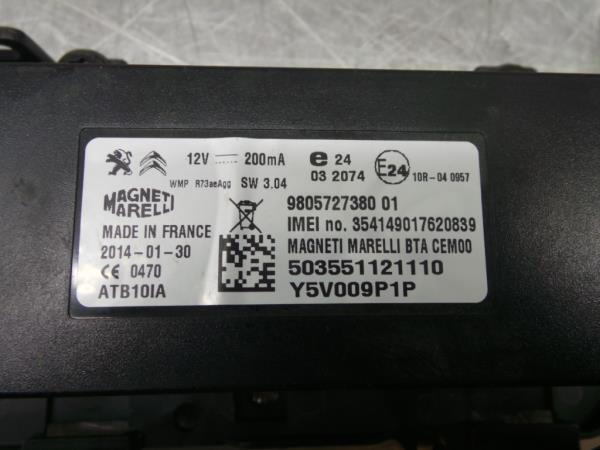 12V 200mA e 24 E24
WMP R73aeAgg SW 3.04 03 2074 10R-04 0957
MAGNETI MARELLI
9805727380 01
IMEI no. 354149017620839
MADE IN FRANCE
2014-01-30
MAGNETI MARELLI BTA CEM00
CE 0470
503551121110
ATB10IA
Y5V009P1P